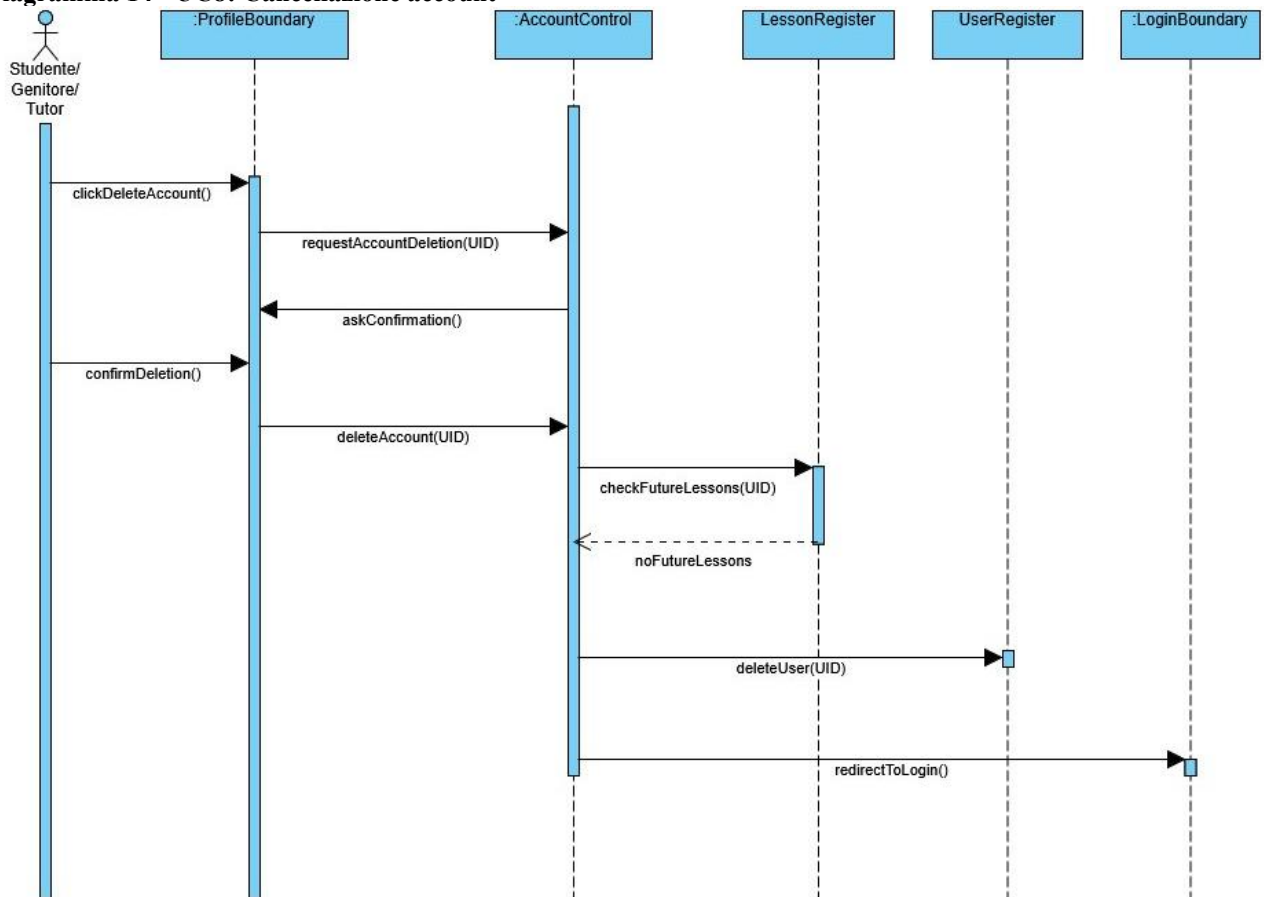 :ProfileBoundary
:AccountControl
LessonRegister
UserRegister
:LoginBoundary
Studente/
Genitore/
Tutor
clickDeleteAccount()
requestAccountDeletion(UID)
askConfirmation()
confirmDeletion()
deleteAccount(UID)
checkFutureLessons(UID)
noFutureLessons
deleteUser(UID)
redirectToLogin()